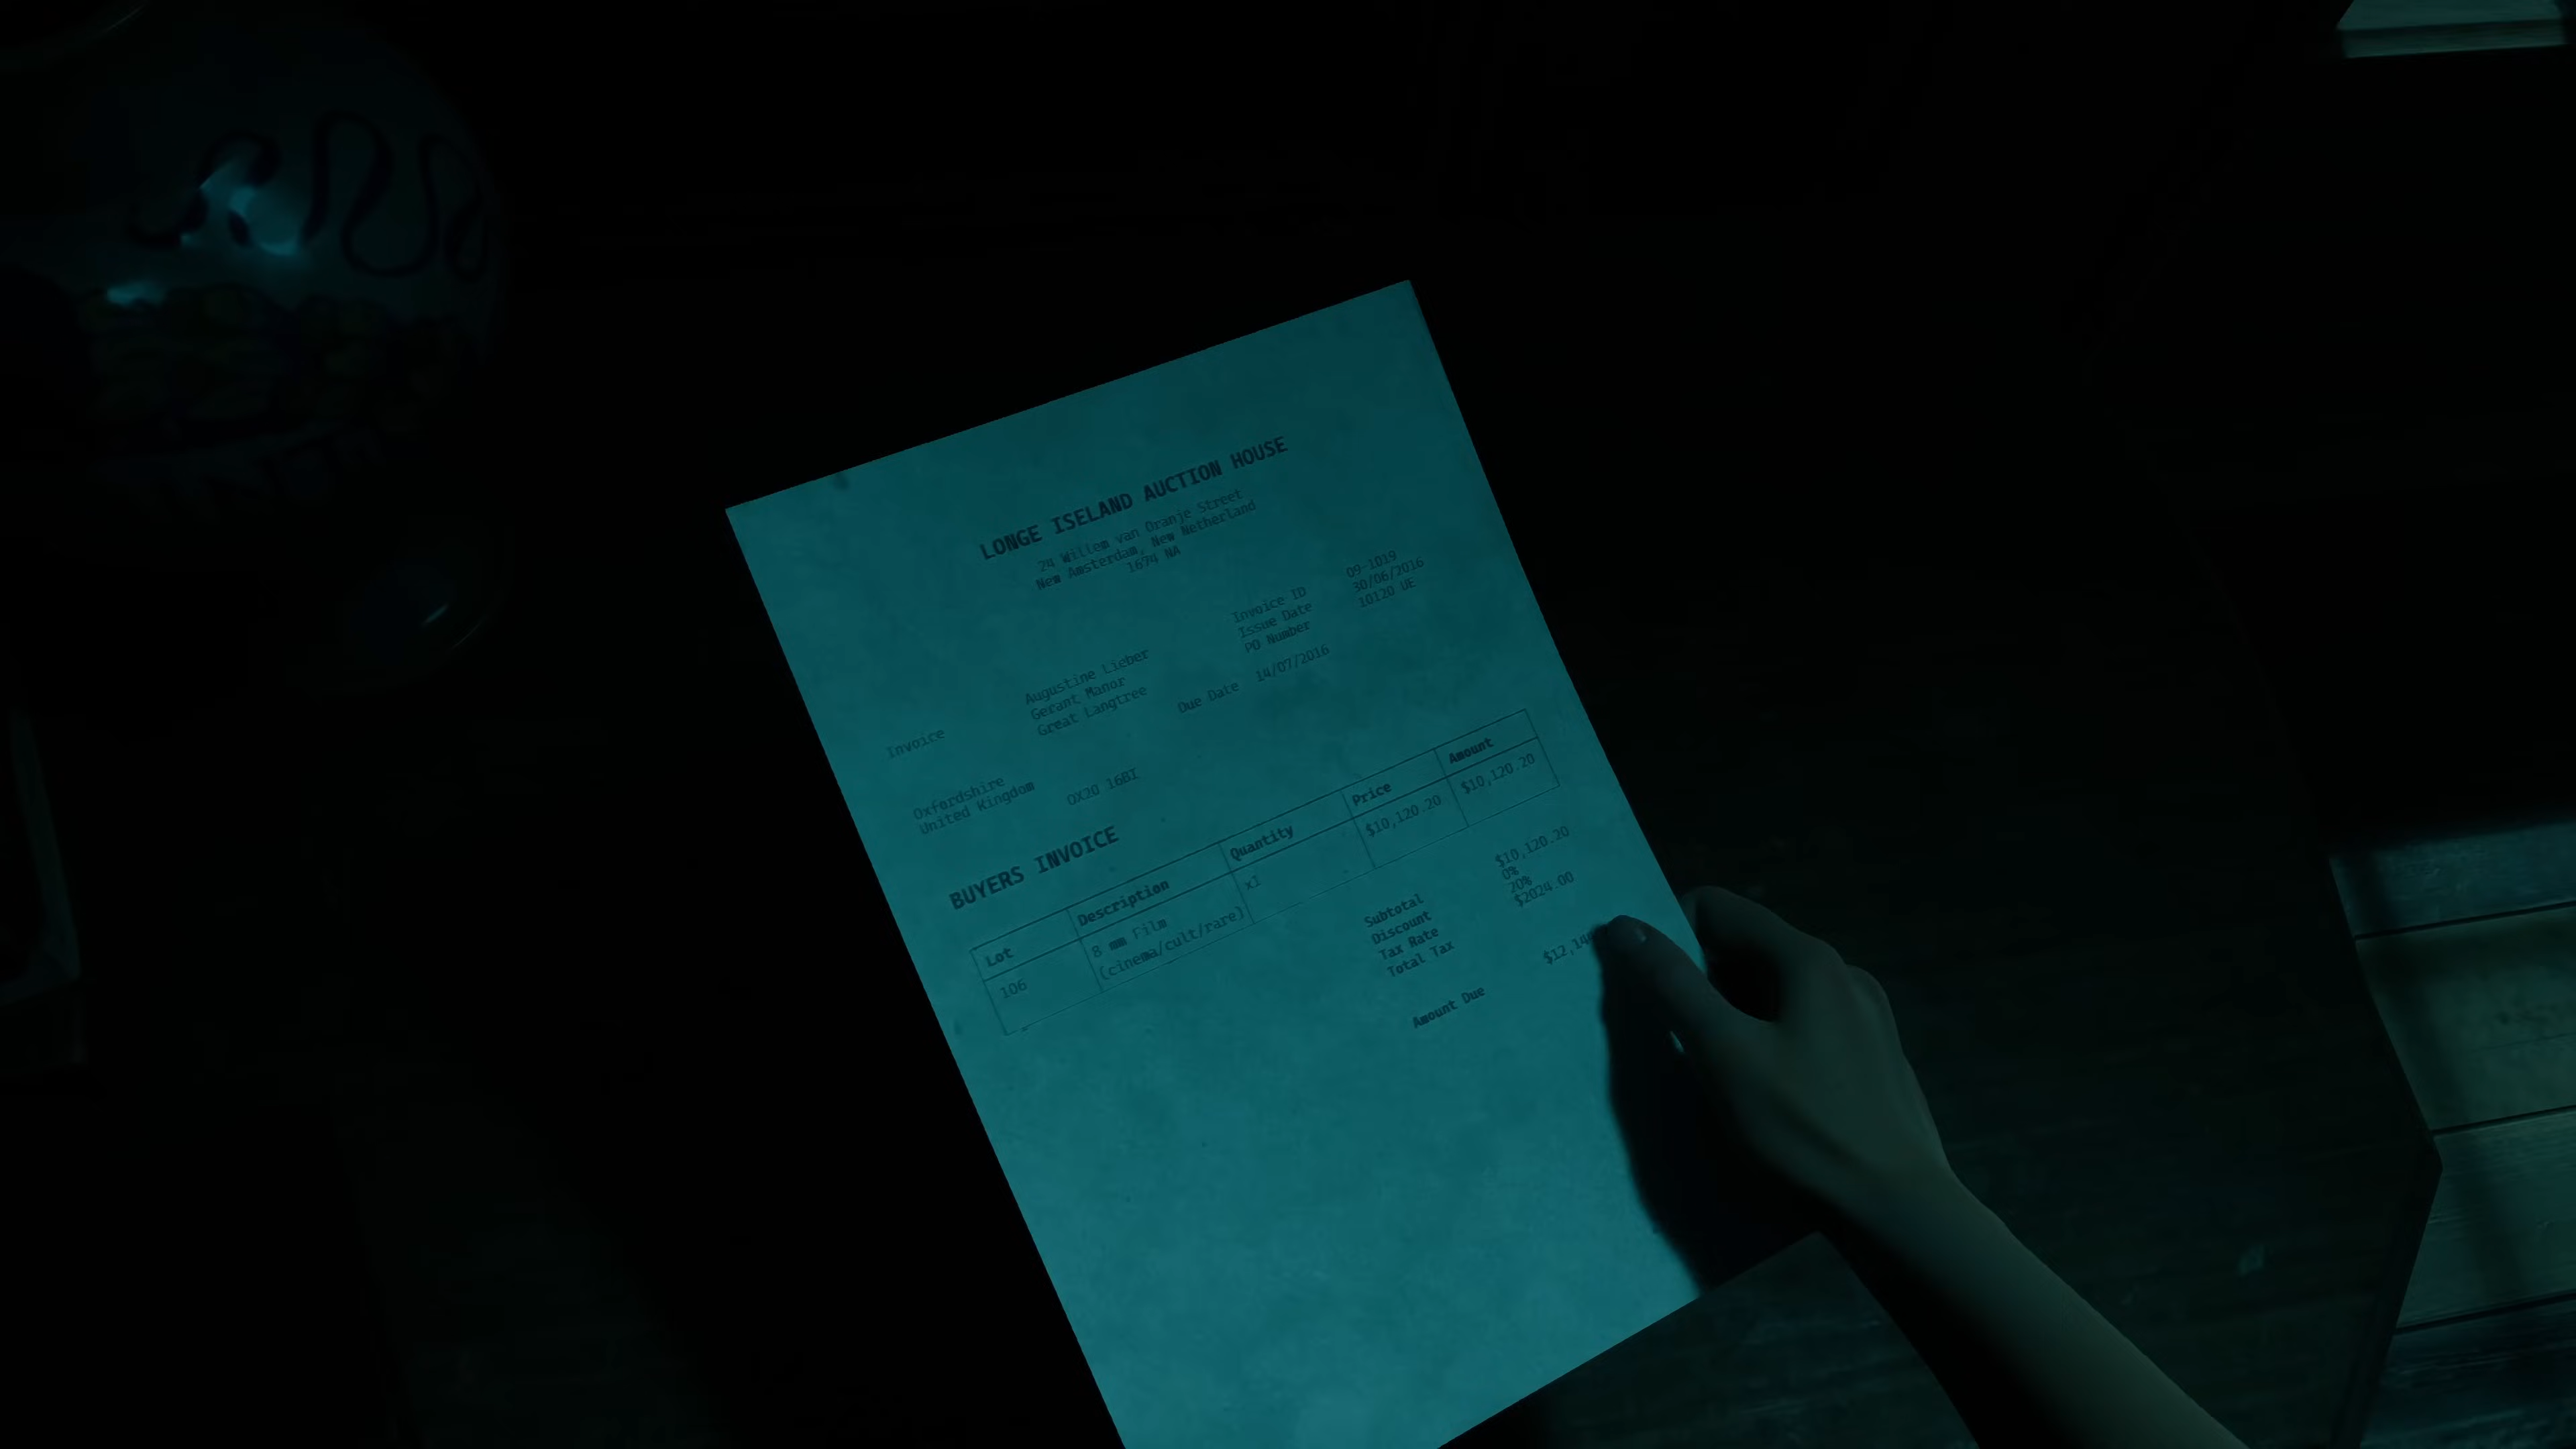 LONGE ISELAND AUCTION HOUSE
24 Willem van Oranje Street
New Amsterdam, New Netherland
1674 NA
Invoice ID 09-1019
Issue Date 30/06/2016
PO Number 10120 UE
Invoice
Augustine Lieber
Gerant Manor
Great Langtree
Due Date 14/07/2016
Oxfordshire
United Kingdom
OX20 16BI
BUYERS INVOICE
Lot Description Quantity Price Amount
106 8 mm Film x1 $10,120.20 $10,120.20
(cinema/cult/rare)
Subtotal $10,120.20
Discount 0%
Tax Rate 20%
Total Tax $2024.00
Amount Due